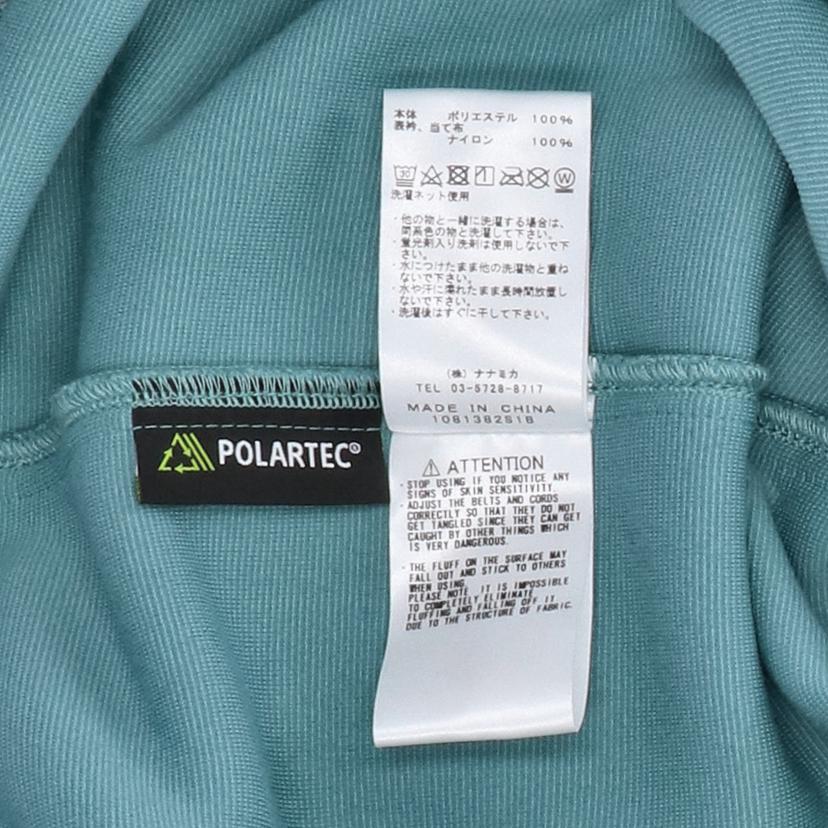 本体 ポリエステル 100%
表衿、当て布
ナイロン 100%
30
W
洗濯ネット使用
・他の物と一緒に洗濯する場合は、
同系色の物と洗濯して下さい。
・蛍光剤入り洗剤は使用しないで下
さい。
・水につけたまま他の洗濯物と重ね
ないで下さい。
・水や汗に濡れたまま長時間放置し
ないで下さい。
・洗濯後はすぐに干して下さい。
(株) ナナミカ
TEL 03-5728-8717
MADE IN CHINA
1081382S18
POLARTEC®
ATTENTION
・STOP USING IF YOU NOTICE ANY
SIGNS OF SKIN SENSITIVITY.
・ADJUST THE BELTS AND CORDS
CORRECTLY SO THAT THEY DO NOT
GET TANGLED SINCE THEY CAN GET
CAUGHT BY OTHER THINGS WHICH
IS VERY DANGEROUS.
・THE FLUFF ON THE SURFACE MAY
FALL OUT AND STICK TO OTHERS
WHEN USING.
PLEASE NOTE IT IS IMPOSSIBLE
TO COMPLETELY ELIMINATE
FLUFFING AND FALLING OFF IT
DUE TO THE STRUCTURE OF FABRIC.